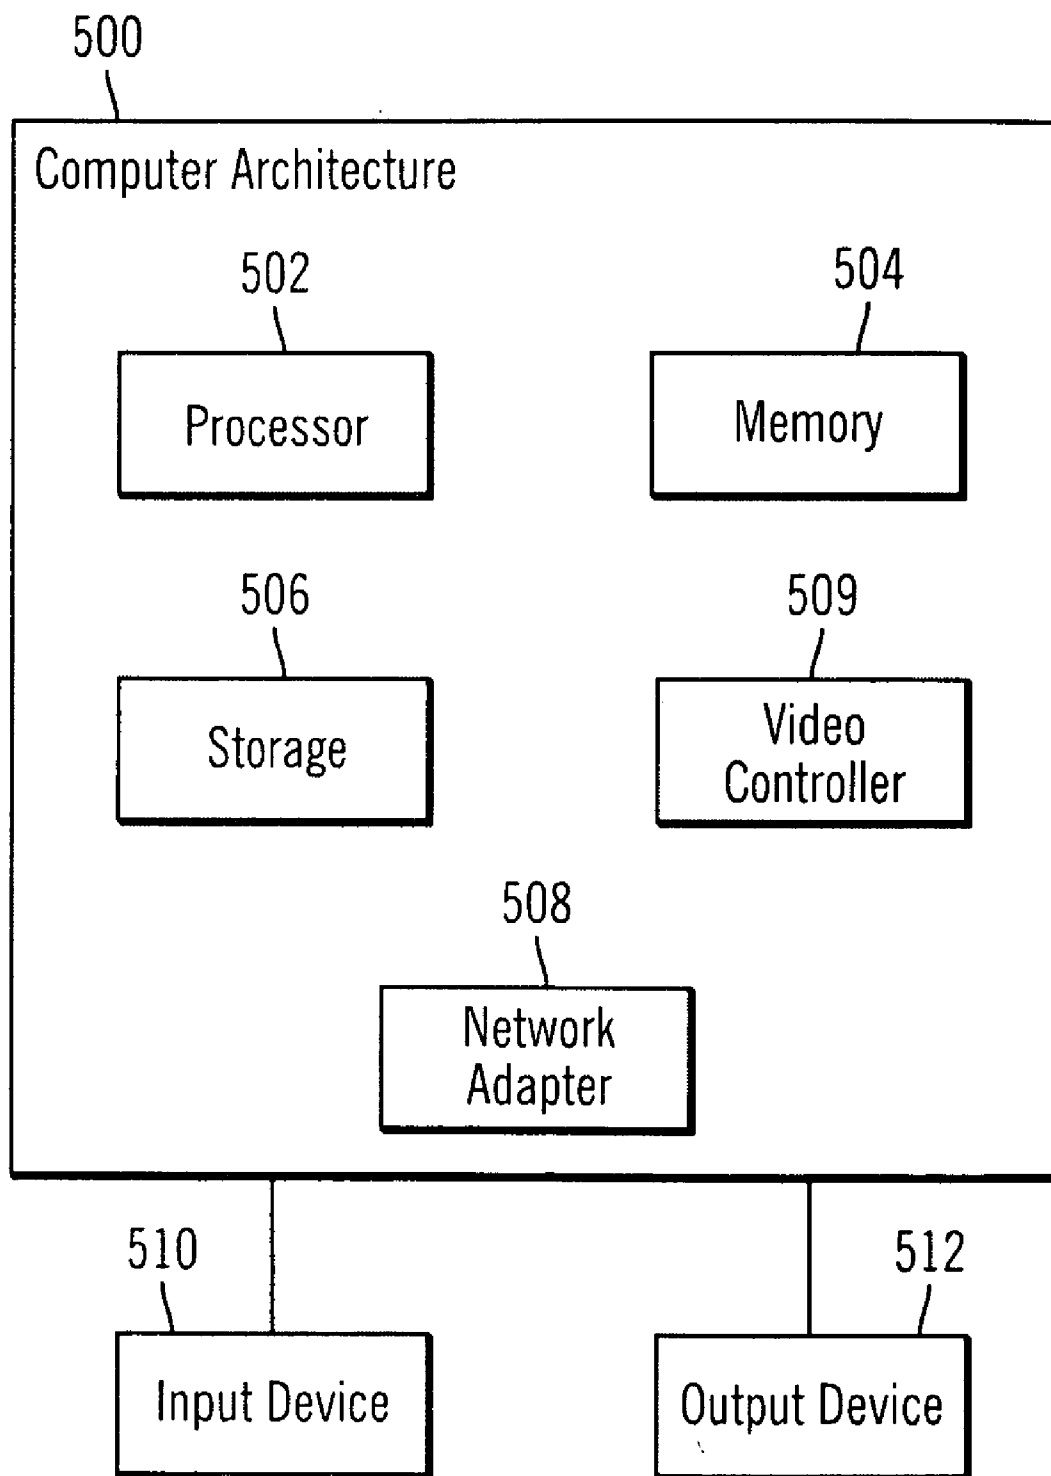 500
Computer Architecture
502
504
Processor
Memory
506
509
Storage
Video
Controller
508
Network
Adapter
510
512
Input Device
Output Device